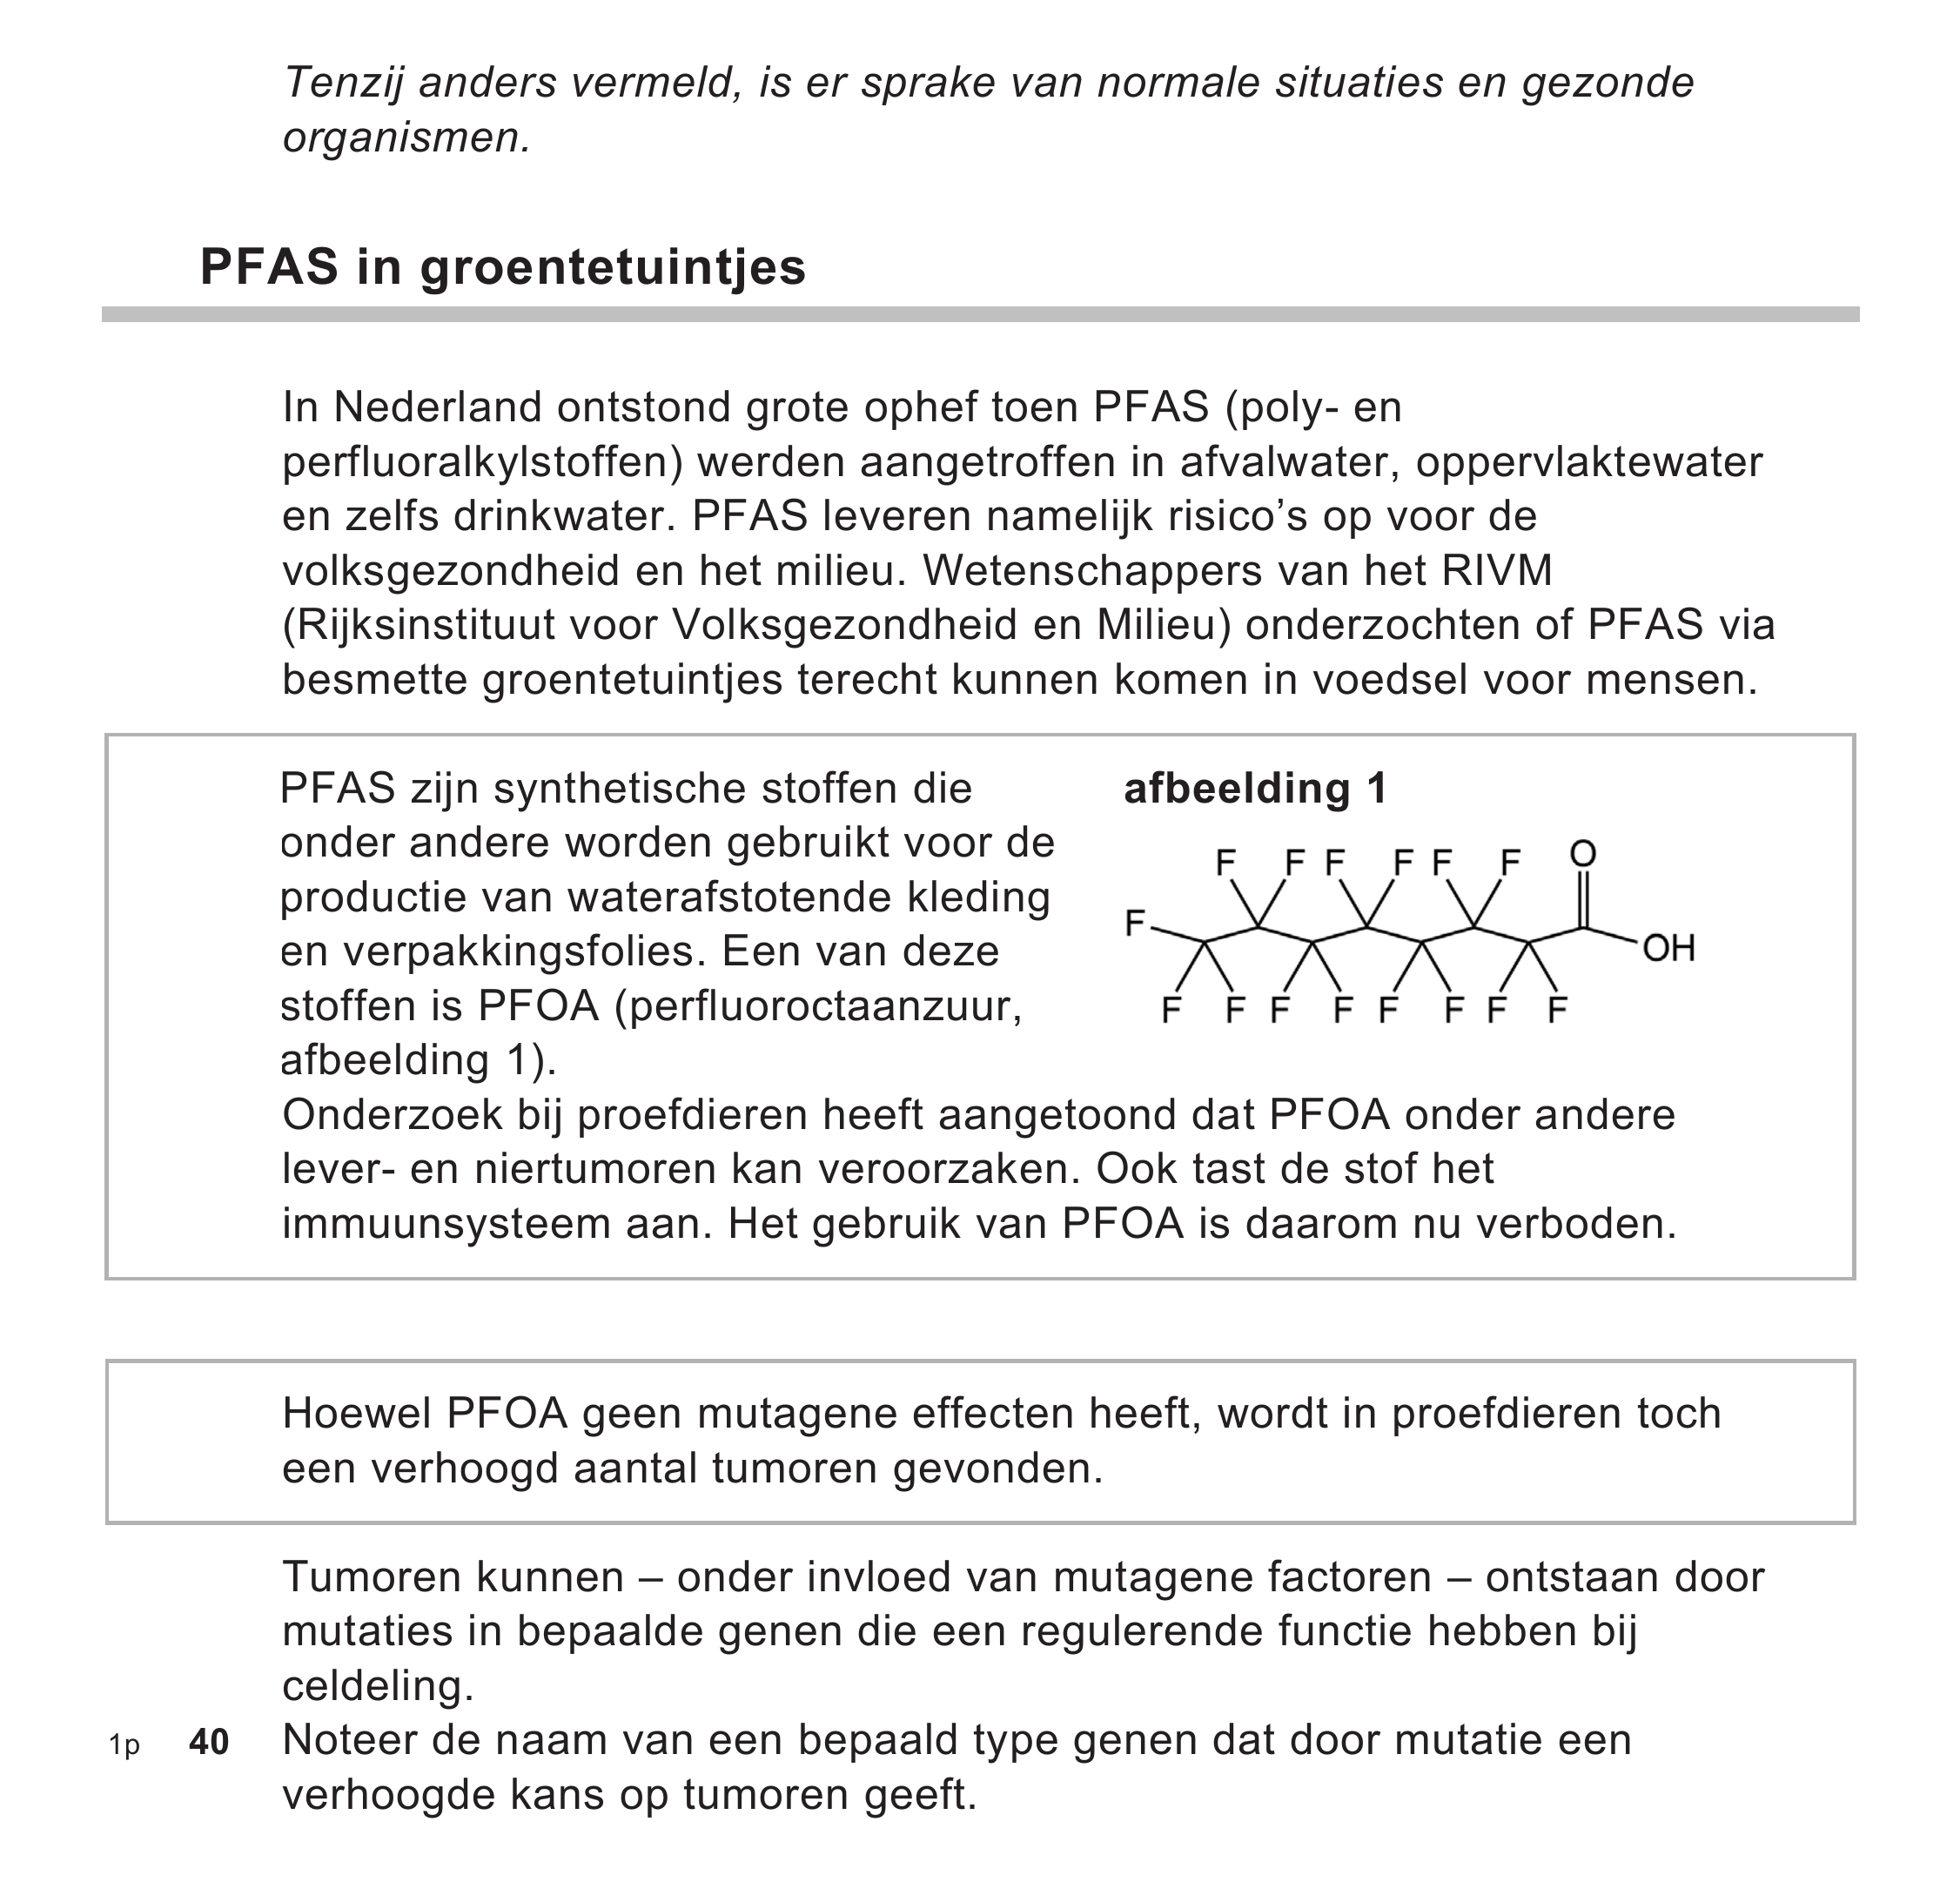 Tenzij anders vermeld, is er sprake van normale situaties en gezonde
organismen.
PFAS in groentetuintjes
In Nederland ontstond grote ophef toen PFAS (poly- en
perfluoralkylstoffen) werden aangetroffen in afvalwater, oppervlaktewater
en zelfs drinkwater. PFAS leveren namelijk risico’s op voor de
volksgezondheid en het milieu. Wetenschappers van het RIVM
(Rijksinstituut voor Volksgezondheid en Milieu) onderzochten of PFAS via
besmette groentetuintjes terecht kunnen komen in voedsel voor mensen.
PFAS zijn synthetische stoffen die
onder andere worden gebruikt voor de
productie van waterafstotende kleding
en verpakkingsfolies. Een van deze
stoffen is PFOA (perfluoroctaanzuur,
afbeelding 1).
afbeelding 1
F F F F F F O
F
OH
F F F F F F F F
Onderzoek bij proefdieren heeft aangetoond dat PFOA onder andere
lever- en niertumoren kan veroorzaken. Ook tast de stof het
immuunsysteem aan. Het gebruik van PFOA is daarom nu verboden.
Hoewel PFOA geen mutagene effecten heeft, wordt in proefdieren toch
een verhoogd aantal tumoren gevonden.
Tumoren kunnen – onder invloed van mutagene factoren – ontstaan door
mutaties in bepaalde genen die een regulerende functie hebben bij
celdeling.
1p 40 Noteer de naam van een bepaald type genen dat door mutatie een
verhoogde kans op tumoren geeft.